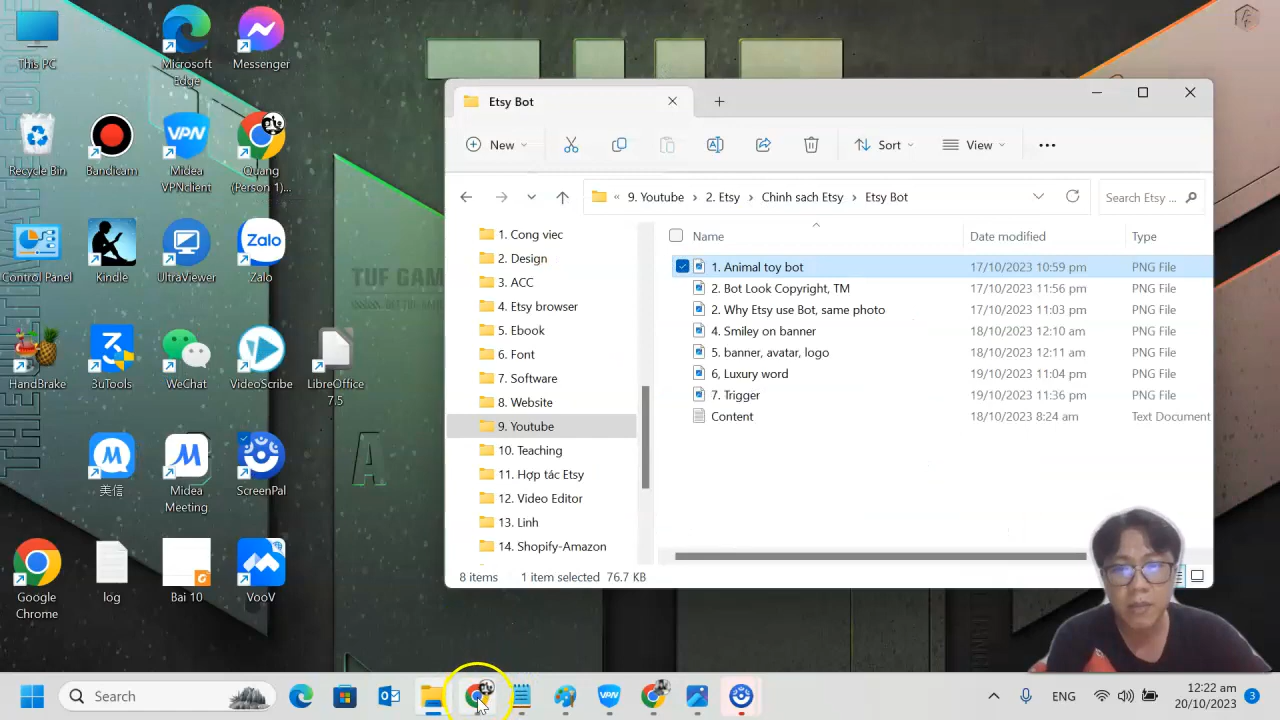 This PC
Microsoft
Edge
Messenger
Recycle Bin
Bandicam
Midea
VPNclient
Quang
(Person 1)...
Control Panel
Kindle
UltraViewer
Zalo
HandBrake
3uTools
WeChat
VideoScribe
LibreOffice
7.5
美信
Midea
Meeting
ScreenPal
Google
Chrome
log
Bai 10
VooV
TUF GAM
Etsy Bot
New
Sort
View
« 9. Youtube > 2. Etsy > Chinh sach Etsy > Etsy Bot
Search Etsy ...
1. Cong viec
2. Design
3. ACC
4. Etsy browser
5. Ebook
6. Font
7. Software
8. Website
9. Youtube
10. Teaching
11. Hợp tác Etsy
12. Video Editor
13. Linh
14. Shopify-Amazon
Name Date modified Type
1. Animal toy bot 17/10/2023 10:59 pm PNG File
2. Bot Look Copyright, TM 17/10/2023 11:56 pm PNG File
2. Why Etsy use Bot, same photo 17/10/2023 11:03 pm PNG File
4. Smiley on banner 18/10/2023 12:10 am PNG File
5. banner, avatar, logo 18/10/2023 12:11 am PNG File
6, Luxury word 19/10/2023 11:04 pm PNG File
7. Trigger 19/10/2023 11:36 pm PNG File
Content 18/10/2023 8:24 am Text Document
8 items 1 item selected 76.7 KB
Search
ENG
12:22 am
20/10/2023
3